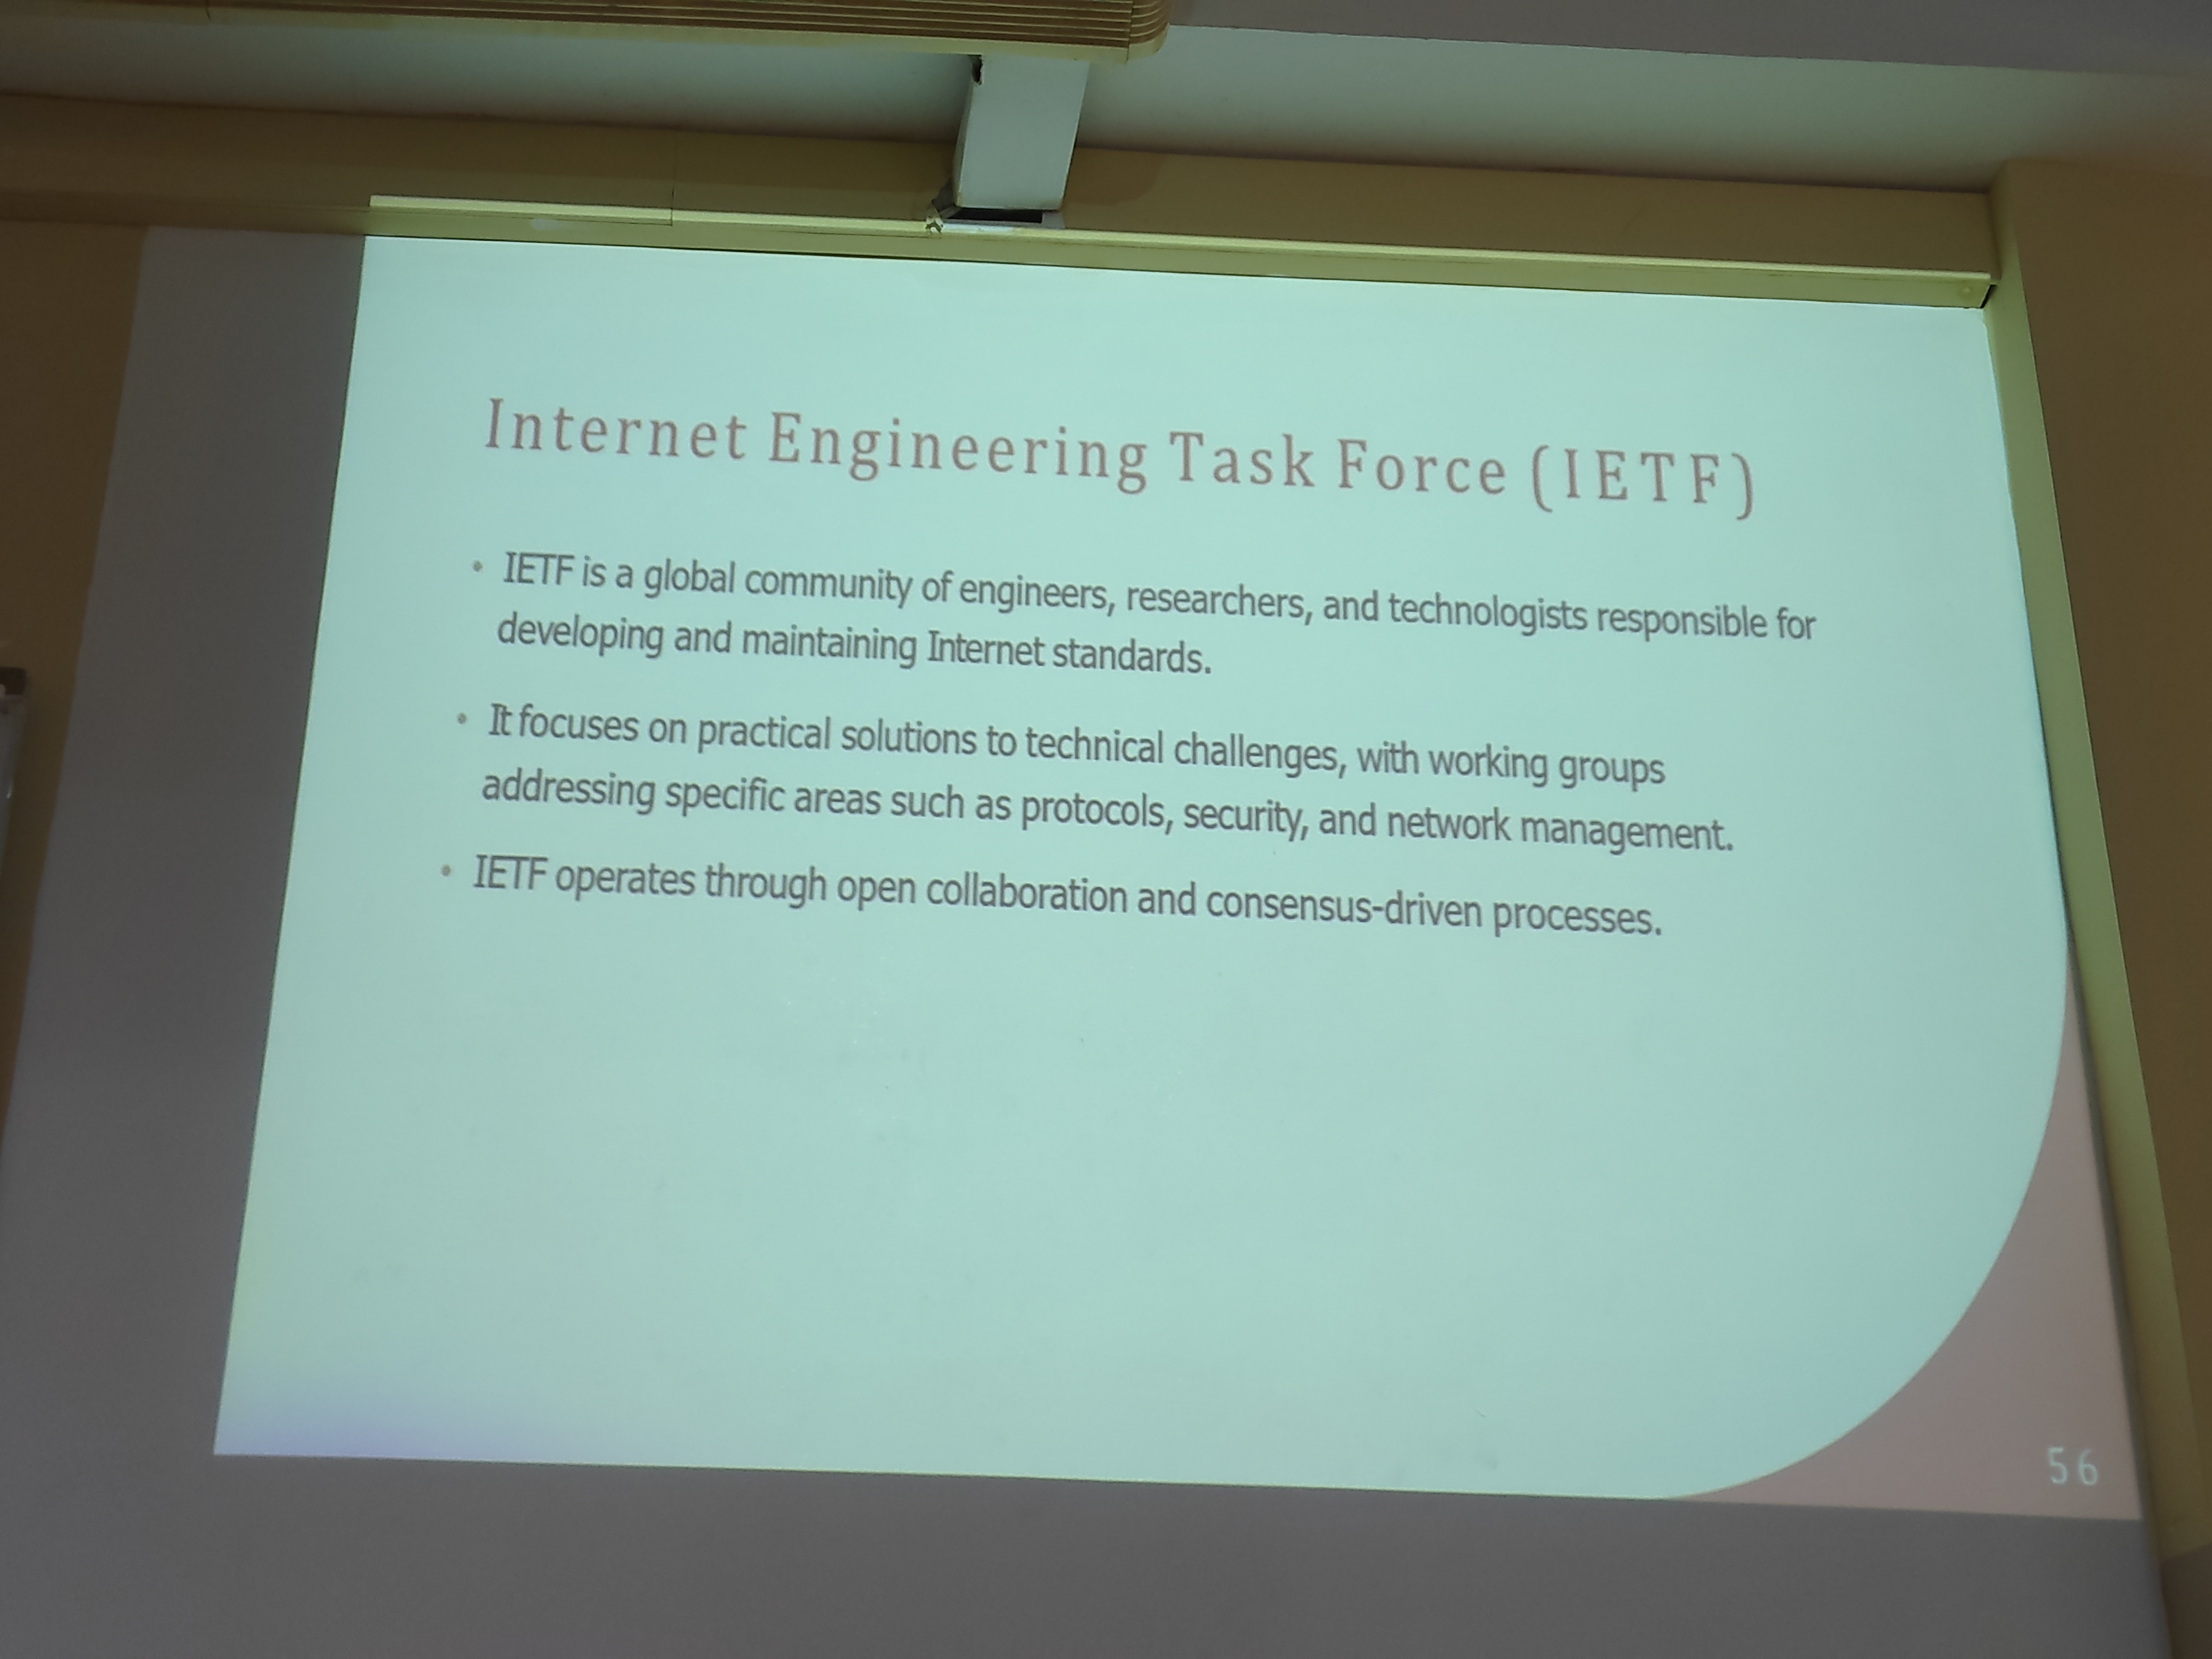 Internet Engineering Task Force (IETF)
• IETF is a global community of engineers, researchers, and technologists responsible for
developing and maintaining Internet standards.
• It focuses on practical solutions to technical challenges, with working groups
addressing specific areas such as protocols, security, and network management.
• IETF operates through open collaboration and consensus-driven processes.
56